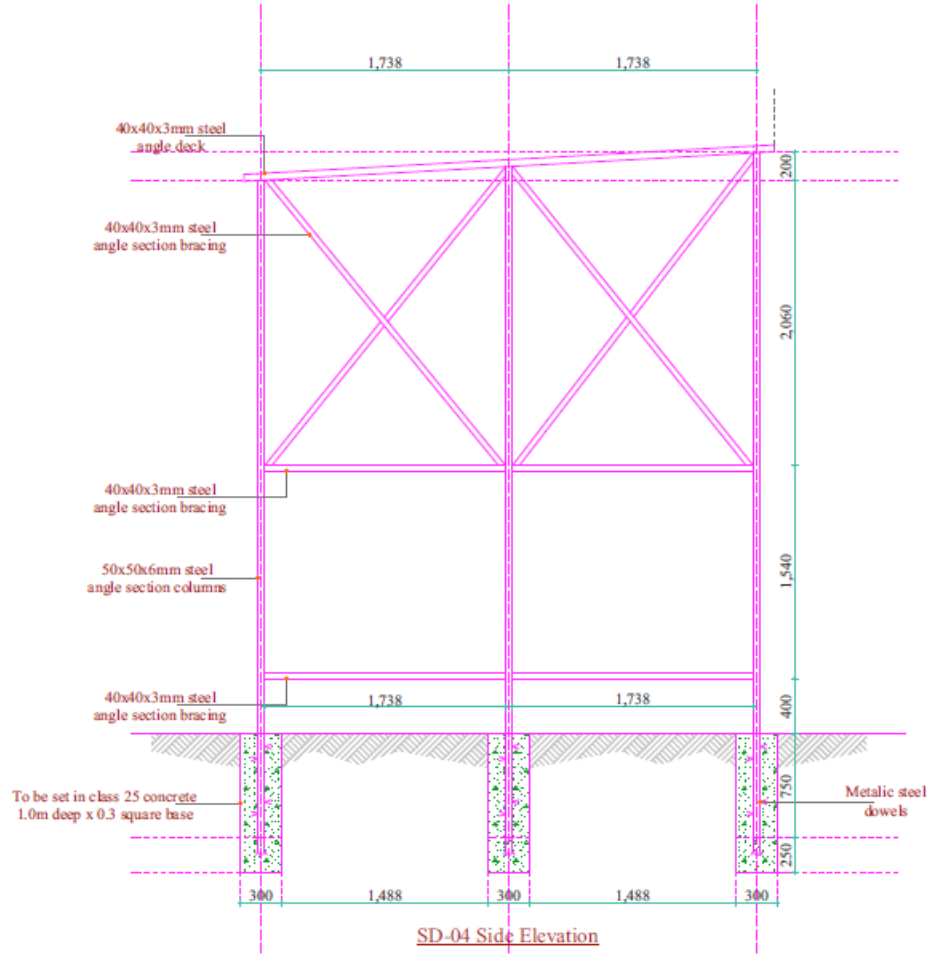 1,738
1,738
40x40x3mm steel
angle deck
200
40x40x3mm steel
angle section bracing
2,060
40x40x3mm steel
angle section bracing
50x50x6mm steel
angle section columns
1,540
40x40x3mm steel
angle section bracing
1,738
1,738
400
To be set in class 25 concrete
1.0m deep x 0.3 square base
750
Metalic steel
dowels
250
300
1,488
300
1,488
300
SD-04 Side Elevation